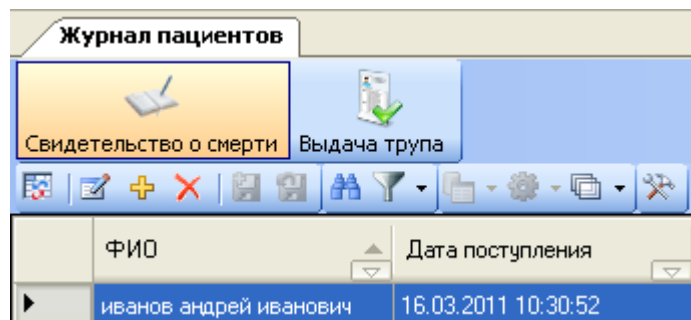 Журнал пациентов
Свидетельство о смерти Выдача трупа
ФИО Дата поступления
иванов андрей иванович 16.03.2011 10:30:52